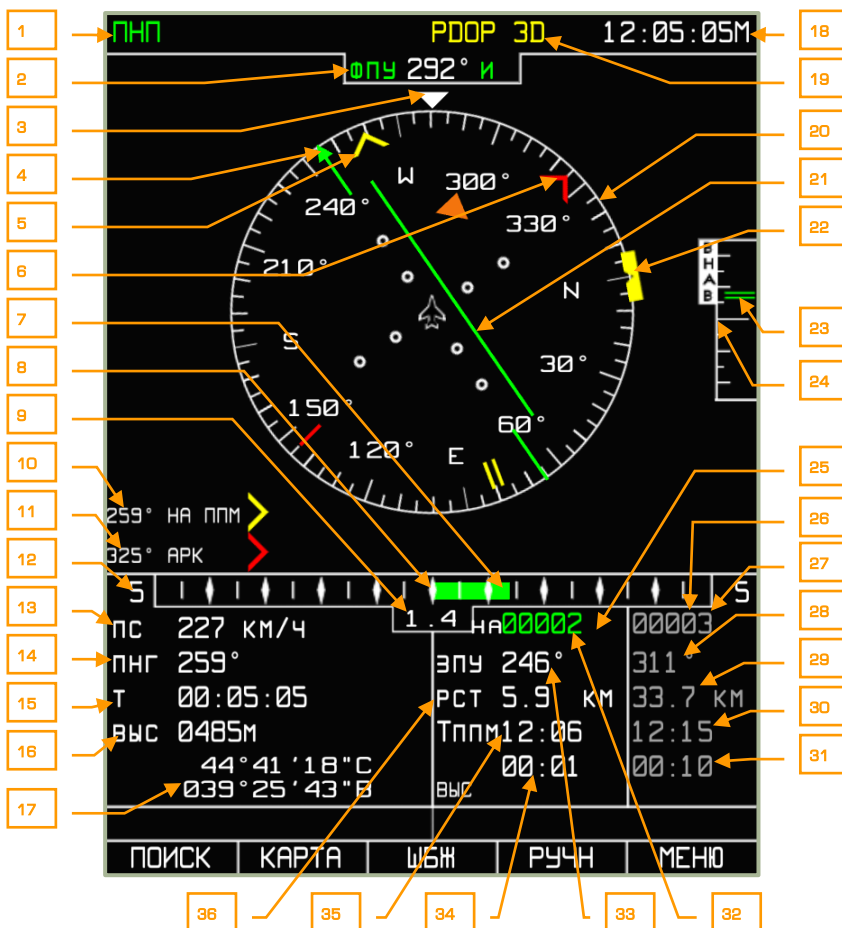 ПНП PDOP 3D 12:05:05М
ФПУ 292° И
W 300°
240° 330°
210° N
S 30°
150° 60°
120° E
В
Н
А
В
259° НА ППМ
325° АРК
5 5
1.4
ПС 227 КМ/Ч НА00002 00003
ПНГ 259° ЗПУ 246° 311°
Т 00:05:05 РСТ 5.9 КМ 33.7 КМ
ВЫС 0485М Тппм12:06 12:15
44°41'18"С 00:01 00:10
039°25'43"В ВЫС
ПОИСК КАРТА ШБЖ РУЧН МЕНЮ
1
2
3
4
5
6
7
8
9
10
11
12
13
14
15
16
17
18
19
20
21
22
23
24
25
26
27
28
29
30
31
36 35 34 33 32